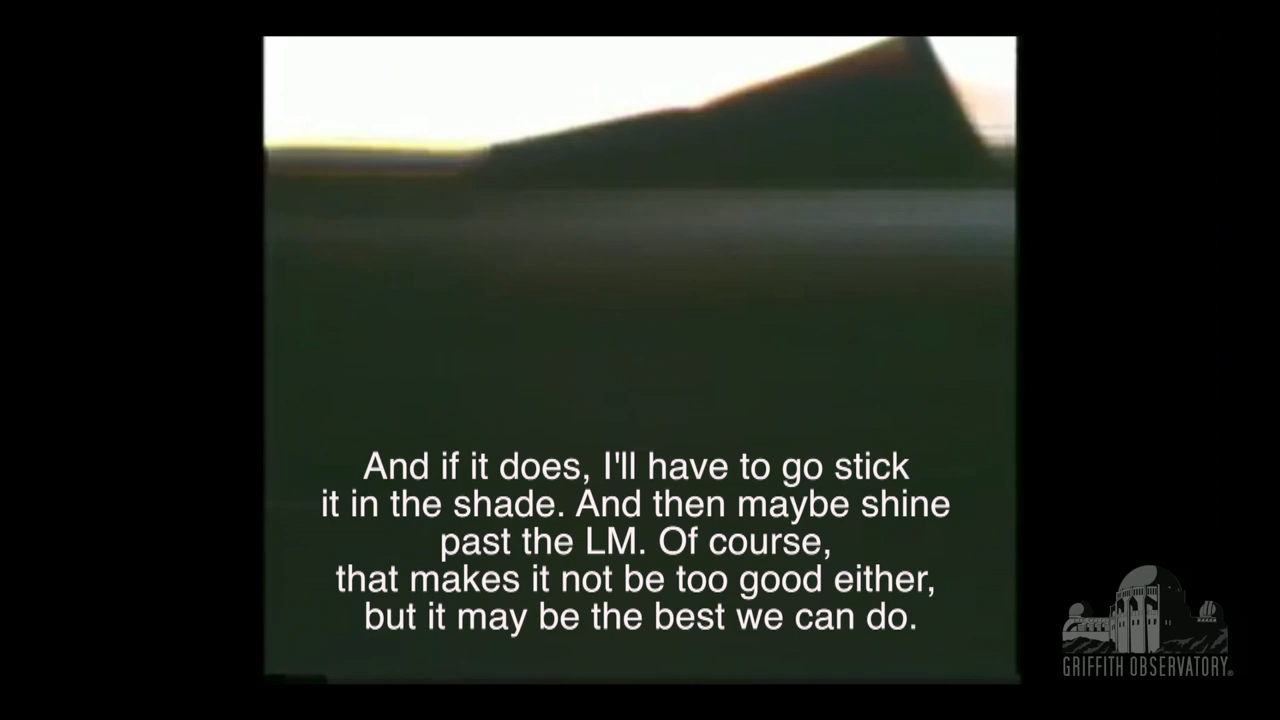 And if it does, I'll have to go stick
it in the shade. And then maybe shine
past the LM. Of course,
that makes it not be too good either,
but it may be the best we can do.
GRIFFITH OBSERVATORY®